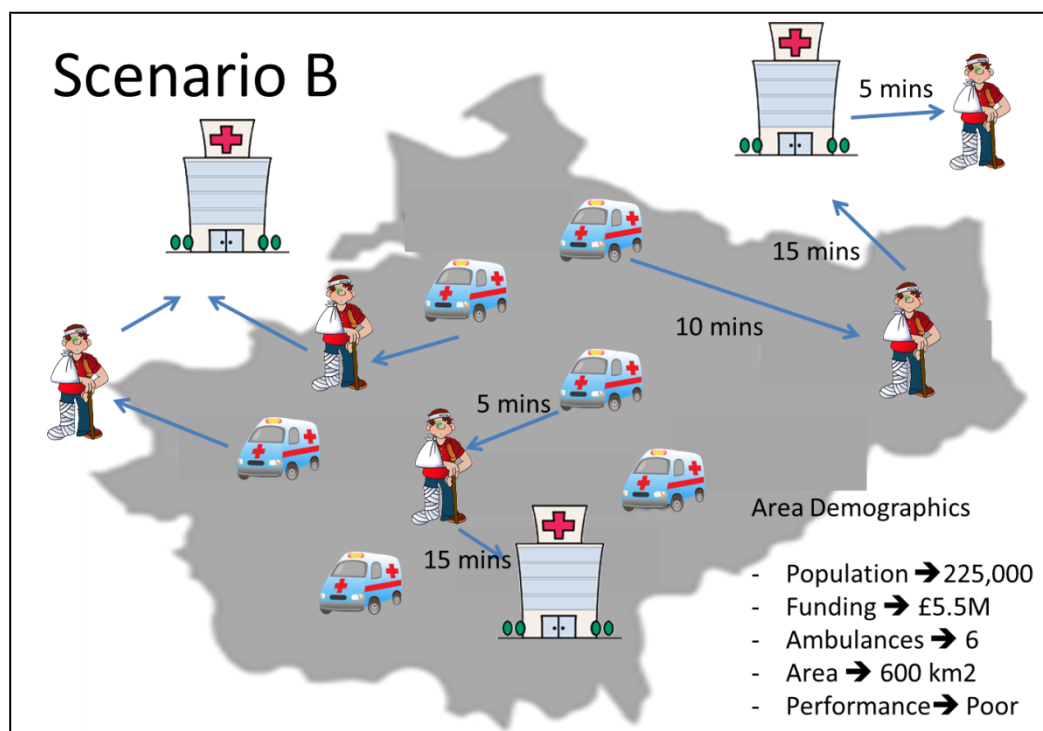 Scenario B
5 mins
15 mins
10 mins
5 mins
15 mins
Area Demographics
- Population ➔ 225,000
- Funding ➔ £5.5M
- Ambulances ➔ 6
- Area ➔ 600 km2
- Performance ➔ Poor